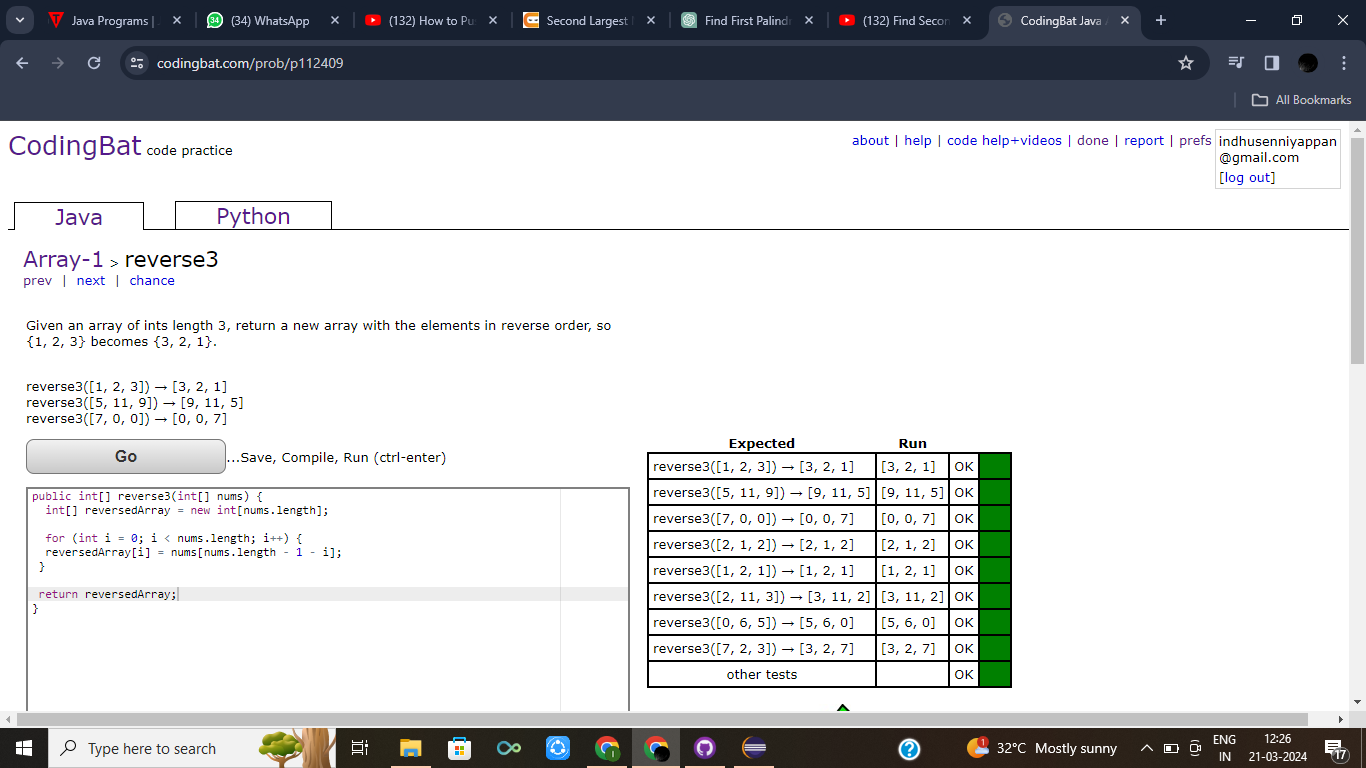 Java Programs |
(34) WhatsApp
(132) How to Pu
Second Largest
Find First Palind
(132) Find Secon
CodingBat Java
codingbat.com/prob/p112409
All Bookmarks
CodingBat code practice
about | help | code help+videos | done | report | prefs
indhusenniyappan
@gmail.com
[log out]
Java
Python
Array-1 > reverse3
prev | next | chance
Given an array of ints length 3, return a new array with the elements in reverse order, so
{1, 2, 3} becomes {3, 2, 1}.
reverse3([1, 2, 3]) → [3, 2, 1]
reverse3([5, 11, 9]) → [9, 11, 5]
reverse3([7, 0, 0]) → [0, 0, 7]
Go
...Save, Compile, Run (ctrl-enter)
public int[] reverse3(int[] nums) {
int[] reversedArray = new int[nums.length];
for (int i = 0; i < nums.length; i++) {
reversedArray[i] = nums[nums.length - 1 - i];
}
return reversedArray;
}
Expected Run
reverse3([1, 2, 3]) → [3, 2, 1] [3, 2, 1] OK
reverse3([5, 11, 9]) → [9, 11, 5] [9, 11, 5] OK
reverse3([7, 0, 0]) → [0, 0, 7] [0, 0, 7] OK
reverse3([2, 1, 2]) → [2, 1, 2] [2, 1, 2] OK
reverse3([1, 2, 1]) → [1, 2, 1] [1, 2, 1] OK
reverse3([2, 11, 3]) → [3, 11, 2] [3, 11, 2] OK
reverse3([0, 6, 5]) → [5, 6, 0] [5, 6, 0] OK
reverse3([7, 2, 3]) → [3, 2, 7] [3, 2, 7] OK
other tests OK
Type here to search
32°C Mostly sunny
ENG
IN
12:26
21-03-2024
17